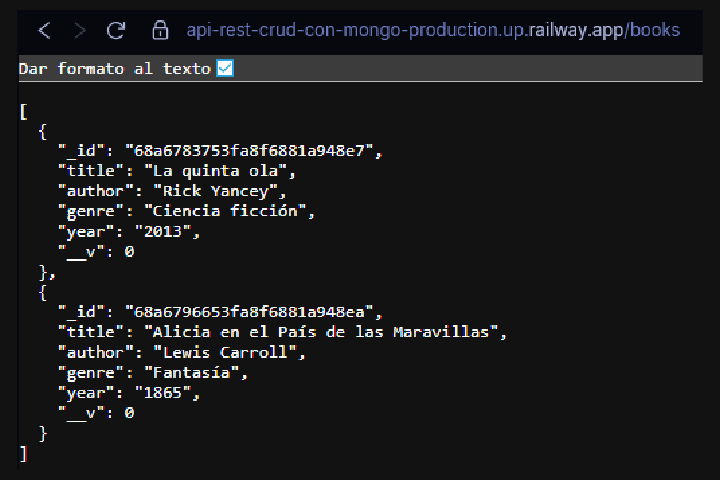 api-rest-crud-con-mongo-production.up.railway.app/books
Dar formato al texto
[
  {
    "_id": "68a6783753fa8f6881a948e7",
    "title": "La quinta ola",
    "author": "Rick Yancey",
    "genre": "Ciencia ficción",
    "year": "2013",
    "__v": 0
  },
  {
    "_id": "68a6796653fa8f6881a948ea",
    "title": "Alicia en el País de las Maravillas",
    "author": "Lewis Carroll",
    "genre": "Fantasía",
    "year": "1865",
    "__v": 0
  }
]